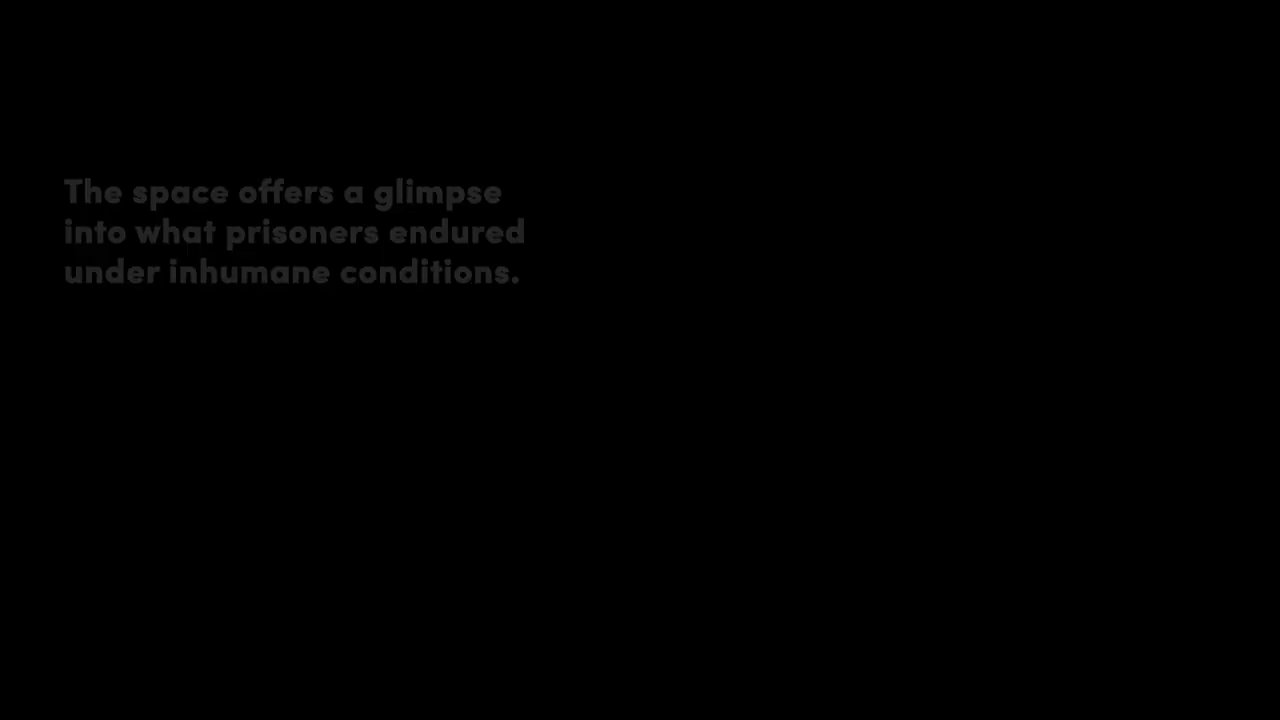 The space offers a glimpse
into what prisoners endured
under inhumane conditions.